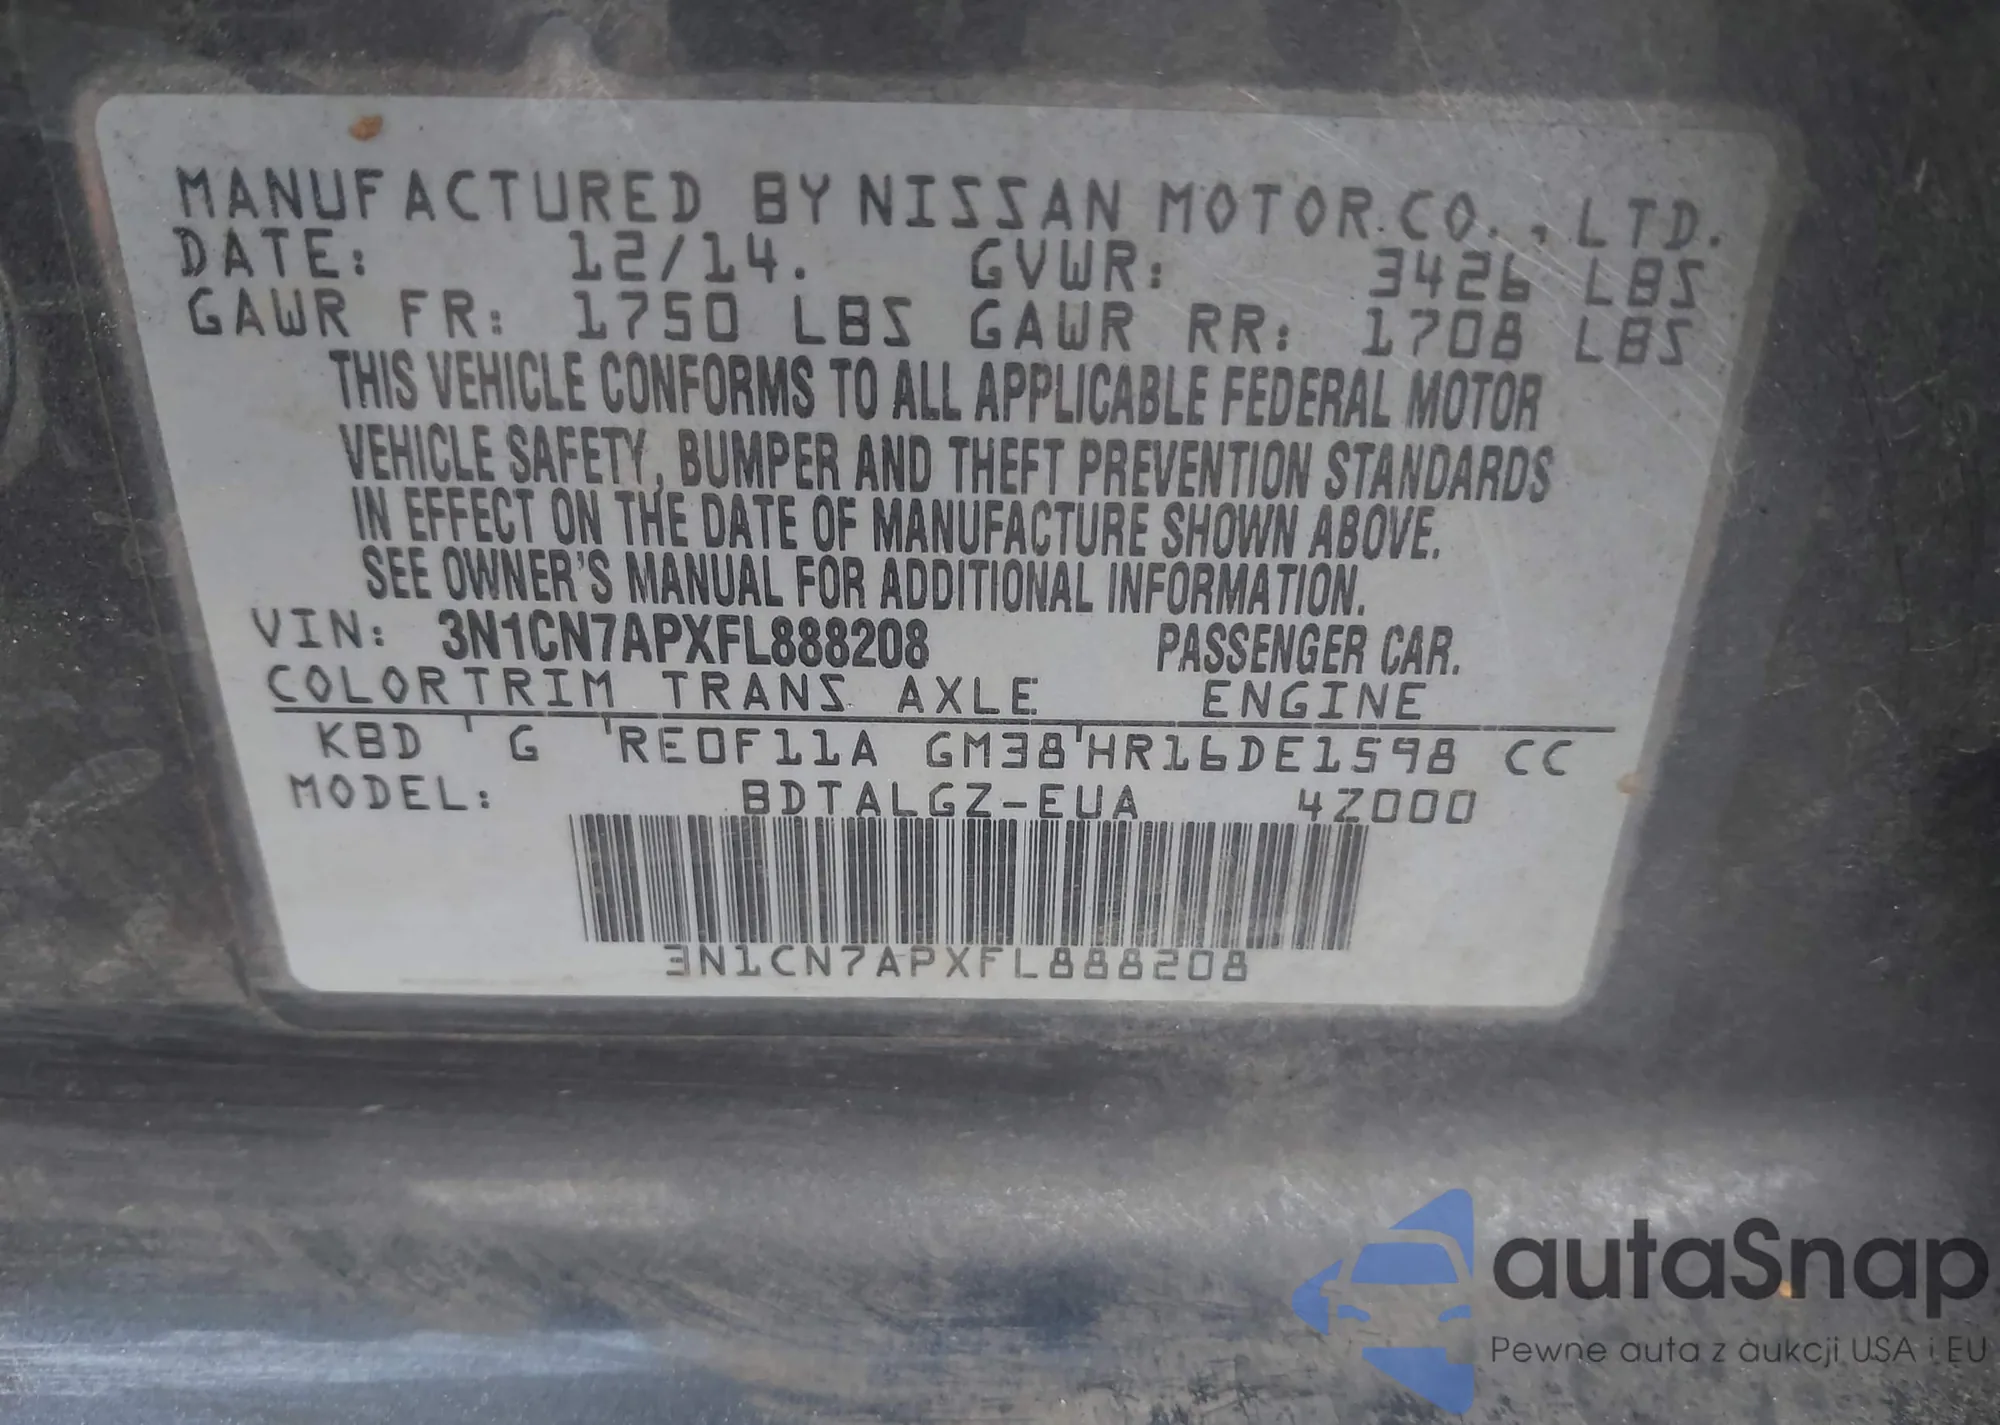 MANUFACTURED BY NISSAN MOTOR CO., LTD.
DATE: 12/14. GVWR: 3426 LBS
GAWR FR: 1750 LBS GAWR RR: 1708 LBS
THIS VEHICLE CONFORMS TO ALL APPLICABLE FEDERAL MOTOR
VEHICLE SAFETY, BUMPER AND THEFT PREVENTION STANDARDS
IN EFFECT ON THE DATE OF MANUFACTURE SHOWN ABOVE.
SEE OWNER'S MANUAL FOR ADDITIONAL INFORMATION.
VIN: 3N1CN7APXFL888208 PASSENGER CAR.
COLOR TRIM TRANS. AXLE ENGINE
KBD ' G ' RE0F11A GM38 ' HR16DE1598 CC
MODEL: BDTALGZ-EUA 4Z000
3N1CN7APXFL888208
autaSnap
Pewne auta z aukcji USA i EU